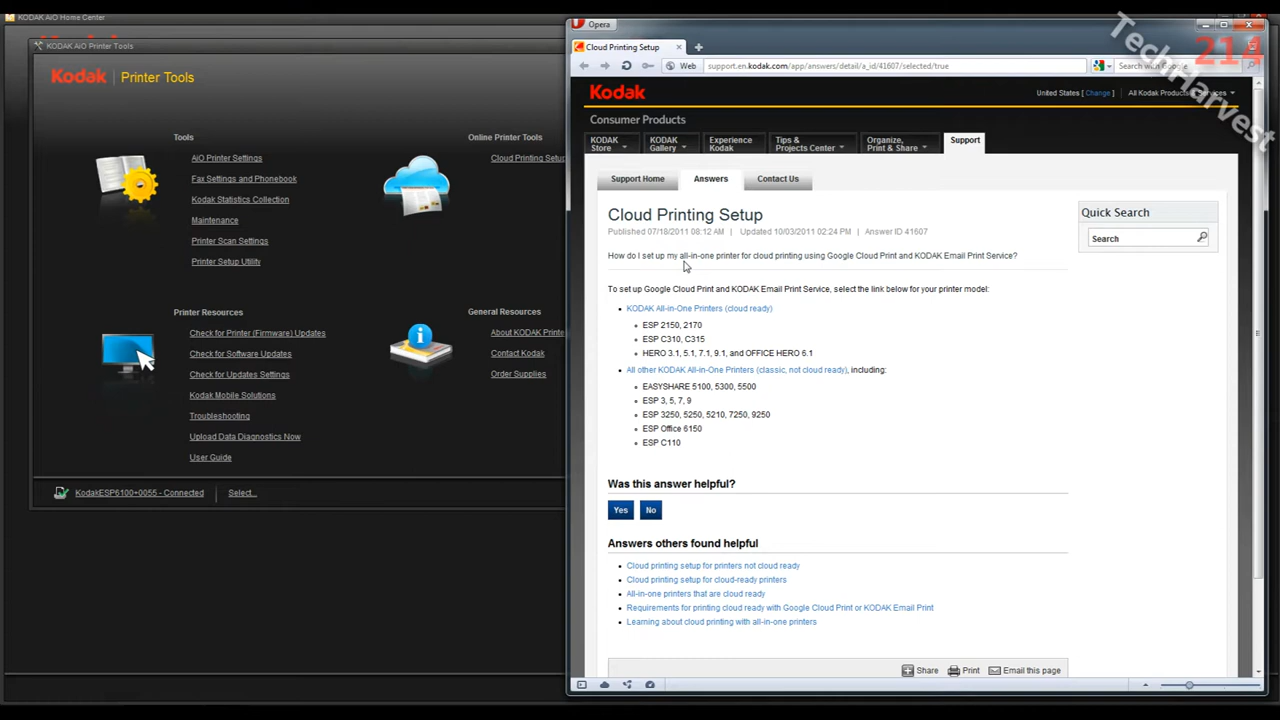 KODAK AiO Home Center
KODAK AiO Printer Tools
Kodak Printer Tools
Tools
AiO Printer Settings
Fax Settings and Phonebook
Kodak Statistics Collection
Maintenance
Printer Scan Settings
Printer Setup Utility
Online Printer Tools
Cloud Printing Setup
Printer Resources
Check for Printer (Firmware) Updates
Check for Software Updates
Check for Updates Settings
Kodak Mobile Solutions
Troubleshooting
Upload Data Diagnostics Now
User Guide
General Resources
About KODAK Printe
Contact Kodak
Order Supplies
KodakESP6100+0055 - Connected
Select...
Opera
Cloud Printing Setup
Web support.en.kodak.com/app/answers/detail/a_id/41607/selected/true
Search with Google
TechHarvest
214
Kodak
United States [ Change ] | All Kodak Products & Services
Consumer Products
KODAK Store
KODAK Gallery
Experience Kodak
Tips & Projects Center
Organize, Print & Share
Support
Support Home
Answers
Contact Us
Cloud Printing Setup
Published 07/18/2011 08:12 AM | Updated 10/03/2011 02:24 PM | Answer ID 41607
How do I set up my all-in-one printer for cloud printing using Google Cloud Print and KODAK Email Print Service?
Quick Search
Search
To set up Google Cloud Print and KODAK Email Print Service, select the link below for your printer model:
KODAK All-in-One Printers (cloud ready)
ESP 2150, 2170
ESP C310, C315
HERO 3.1, 5.1, 7.1, 9.1, and OFFICE HERO 6.1
All other KODAK All-in-One Printers (classic, not cloud ready), including:
EASYSHARE 5100, 5300, 5500
ESP 3, 5, 7, 9
ESP 3250, 5250, 5210, 7250, 9250
ESP Office 6150
ESP C110
Was this answer helpful?
Yes No
Answers others found helpful
Cloud printing setup for printers not cloud ready
Cloud printing setup for cloud-ready printers
All-in-one printers that are cloud ready
Requirements for printing cloud ready with Google Cloud Print or KODAK Email Print
Learning about cloud printing with all-in-one printers
Share Print Email this page